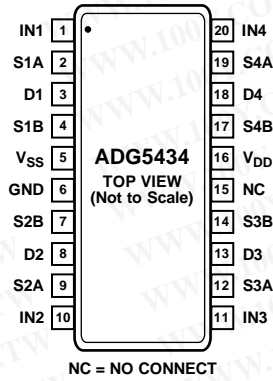 IN1 1 20 IN4
S1A 2 19 S4A
D1 3 18 D4
S1B 4 17 S4B
VSS 5 ADG5434 16 VDD
GND 6 TOP VIEW 15 NC
(Not to Scale)
S2B 7 14 S3B
D2 8 13 D3
S2A 9 12 S3A
IN2 10 11 IN3
NC = NO CONNECT